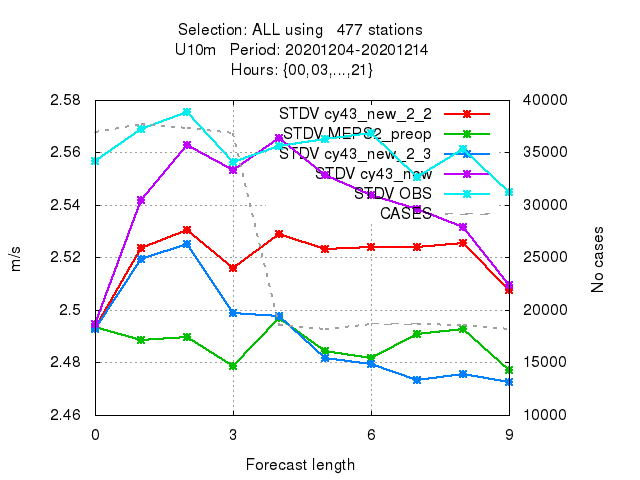 Selection: ALL using   477 stations
U10m   Period: 20201204-20201214
Hours: {00,03,...,21}
2.58
2.56
2.54
2.52
2.5
2.48
2.46
m/s
STDV cy43_new_2_2
STDV MEPS2_preop
STDV cy43_new_2_3
STDV cy43_new
STDV OBS
CASES
40000
35000
30000
25000
20000
15000
10000
No cases
0 3 6 9
Forecast length